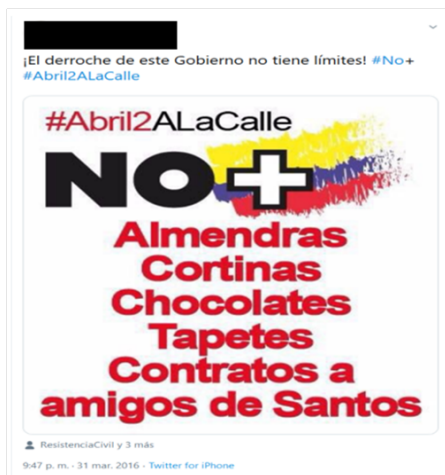 ¡El derroche de este Gobierno no tiene límites! #No+
#Abril2ALaCalle
#Abril2ALaCalle
NO+
Almendras
Cortinas
Chocolates
Tapetes
Contratos a
amigos de Santos
ResistenciaCivil y 3 más
9:47 p. m. · 31 mar. 2016 · Twitter for iPhone